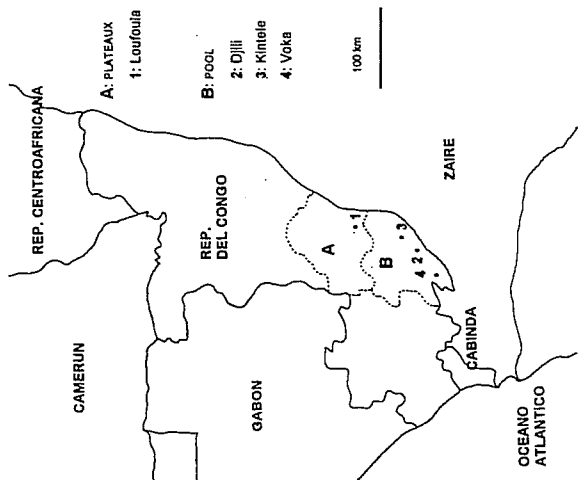 REP. CENTROAFRICANA
CAMERUN
REP.
DEL CONGO
GABON
A
B
1
3
2
4
ZAIRE
CABINDA
OCEANO
ATLANTICO
A: PLATEAUX
1: Loufoula
B: POOL
2: Djili
3: Kintele
4: Voka
100 km